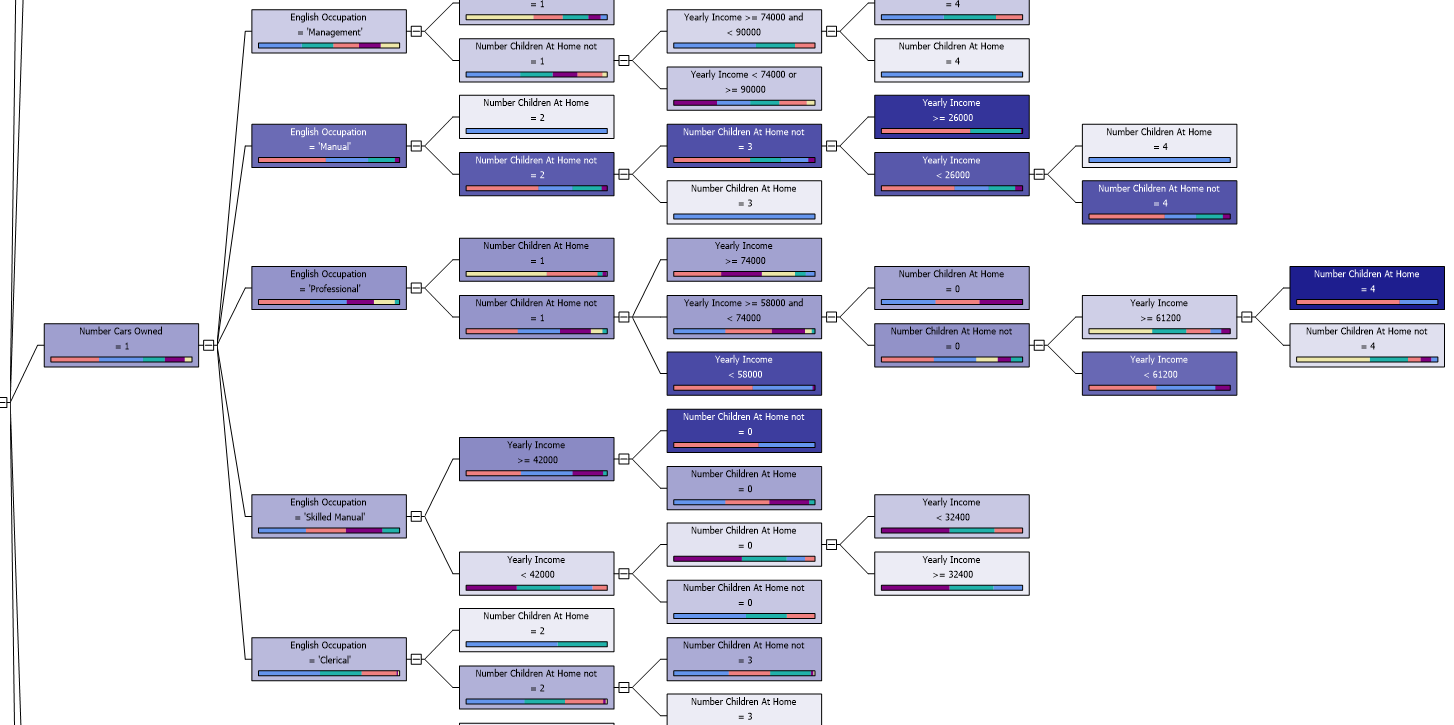 = 1
= 4
English Occupation
= 'Management'
Yearly Income >= 74000 and
< 90000
Number Children At Home not
= 1
Number Children At Home
= 4
Yearly Income < 74000 or
>= 90000
Number Children At Home
= 2
Yearly Income
>= 26000
English Occupation
= 'Manual'
Number Children At Home not
= 3
Number Children At Home
= 4
Number Children At Home not
= 2
Yearly Income
< 26000
Number Children At Home
= 3
Number Children At Home not
= 4
Number Children At Home
= 1
Yearly Income
>= 74000
English Occupation
= 'Professional'
Number Children At Home
= 0
Number Children At Home
= 4
Number Children At Home not
= 1
Yearly Income >= 58000 and
< 74000
Yearly Income
>= 61200
Number Cars Owned
= 1
Number Children At Home not
= 0
Number Children At Home not
= 4
Yearly Income
< 58000
Yearly Income
< 61200
Number Children At Home not
= 0
Yearly Income
>= 42000
Number Children At Home
= 0
English Occupation
= 'Skilled Manual'
Yearly Income
< 32400
Number Children At Home
= 0
Yearly Income
< 42000
Yearly Income
>= 32400
Number Children At Home not
= 0
Number Children At Home
= 2
English Occupation
= 'Clerical'
Number Children At Home not
= 3
Number Children At Home not
= 2
Number Children At Home
= 3